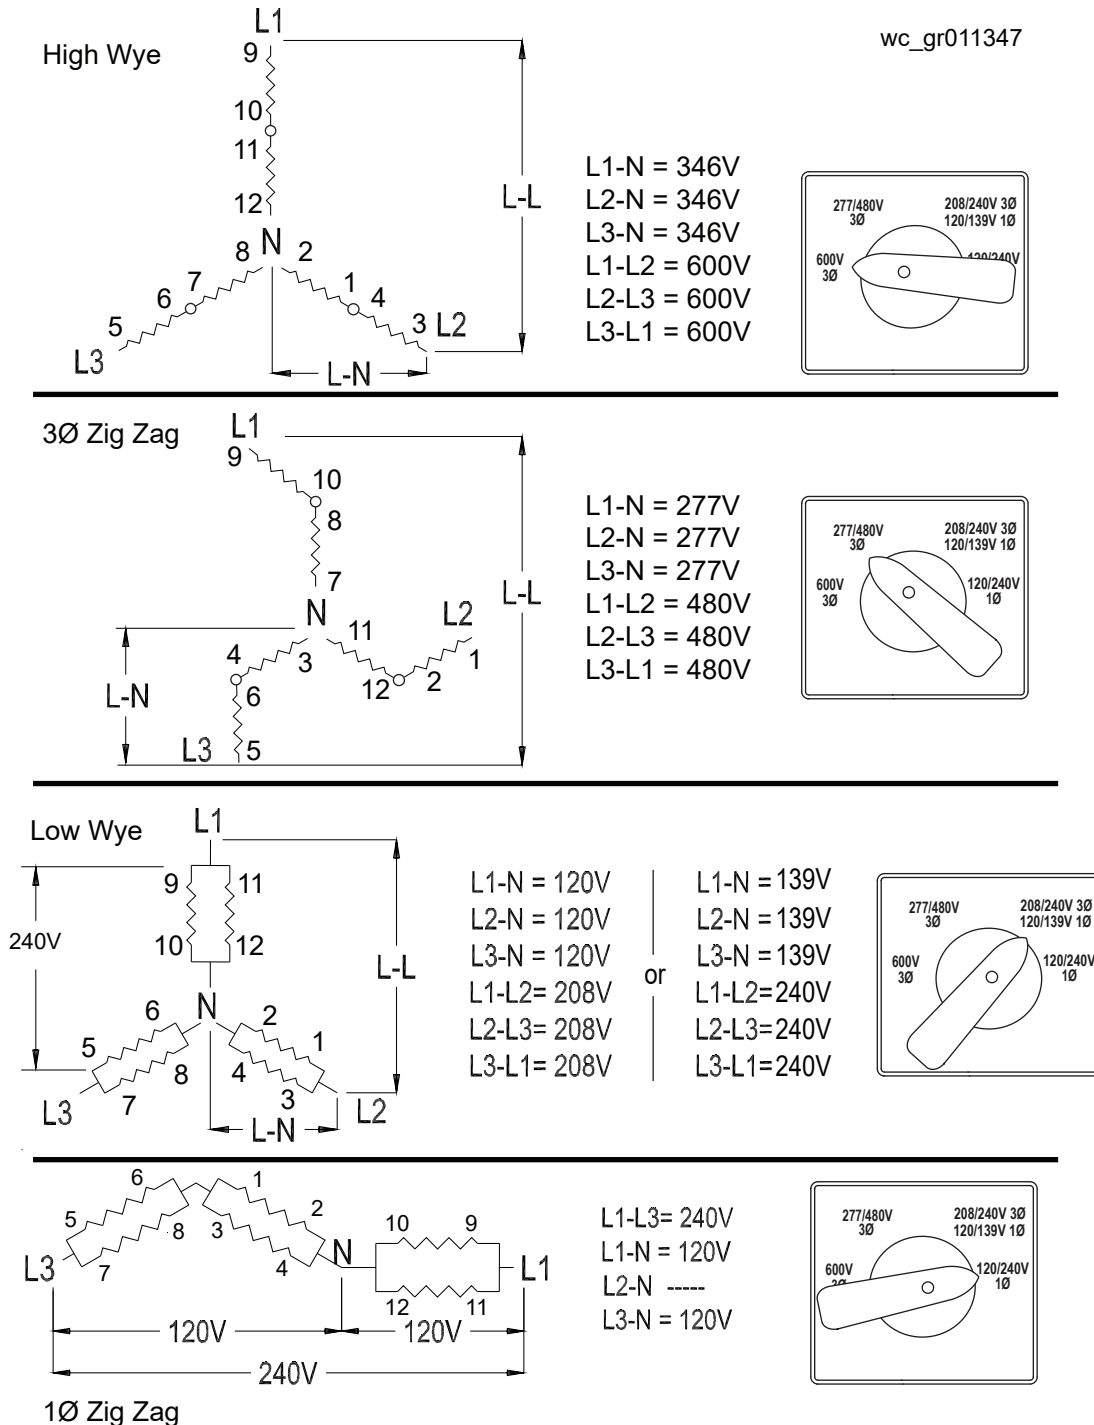 High Wye
wc_gr011347
L1
9
10
11
12
N
8
2
7
1
6
4
5
3
L3
L2
L-L
L-N
L1-N = 346V
L2-N = 346V
L3-N = 346V
L1-L2 = 600V
L2-L3 = 600V
L3-L1 = 600V
277/480V
3Ø
208/240V 3Ø
120/139V 1Ø
600V
3Ø
120/240V
3Ø Zig Zag
L1
9
10
8
7
N
11
L2
4
3
12
2
1
6
L3
5
L-N
L-L
L1-N = 277V
L2-N = 277V
L3-N = 277V
L1-L2 = 480V
L2-L3 = 480V
L3-L1 = 480V
277/480V
3Ø
208/240V 3Ø
120/139V 1Ø
600V
3Ø
120/240V
1Ø
Low Wye
L1
9
11
10
12
240V
L-L
N
6
2
5
1
8
4
7
3
L3
L2
L-N
L1-N = 120V
L2-N = 120V
L3-N = 120V
L1-L2= 208V
L2-L3= 208V
L3-L1= 208V
or
L1-N = 139V
L2-N = 139V
L3-N = 139V
L1-L2=240V
L2-L3=240V
L3-L1=240V
277/480V
3Ø
208/240V 3Ø
120/139V 1Ø
600V
3Ø
120/240V
1Ø
6
1
5
8
3
2
7
4
L3
N
10
9
12
11
L1
120V
120V
240V
L1-L3= 240V
L1-N = 120V
L2-N -----
L3-N = 120V
277/480V
3Ø
208/240V 3Ø
120/139V 1Ø
600V
3Ø
120/240V
1Ø
1Ø Zig Zag